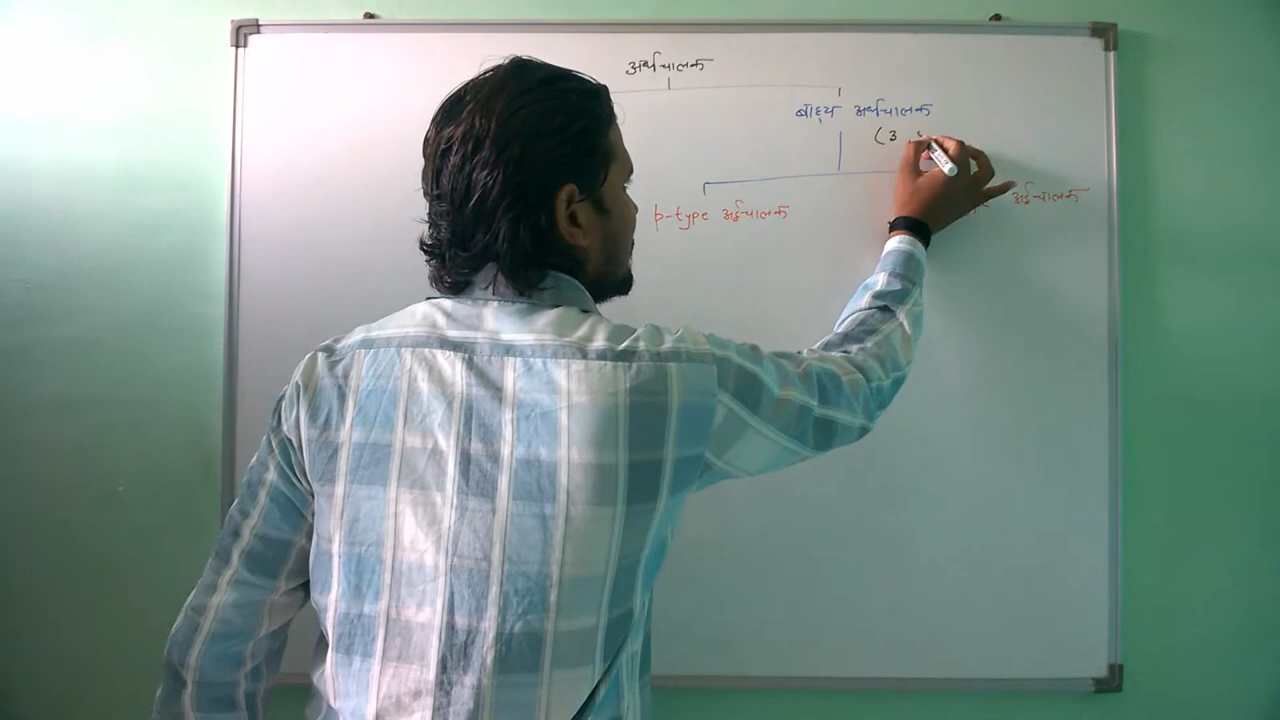 अर्धचालक
बाह्य अर्धचालक
(3 ,
p-type अर्द्धचालक
अर्द्धचालक